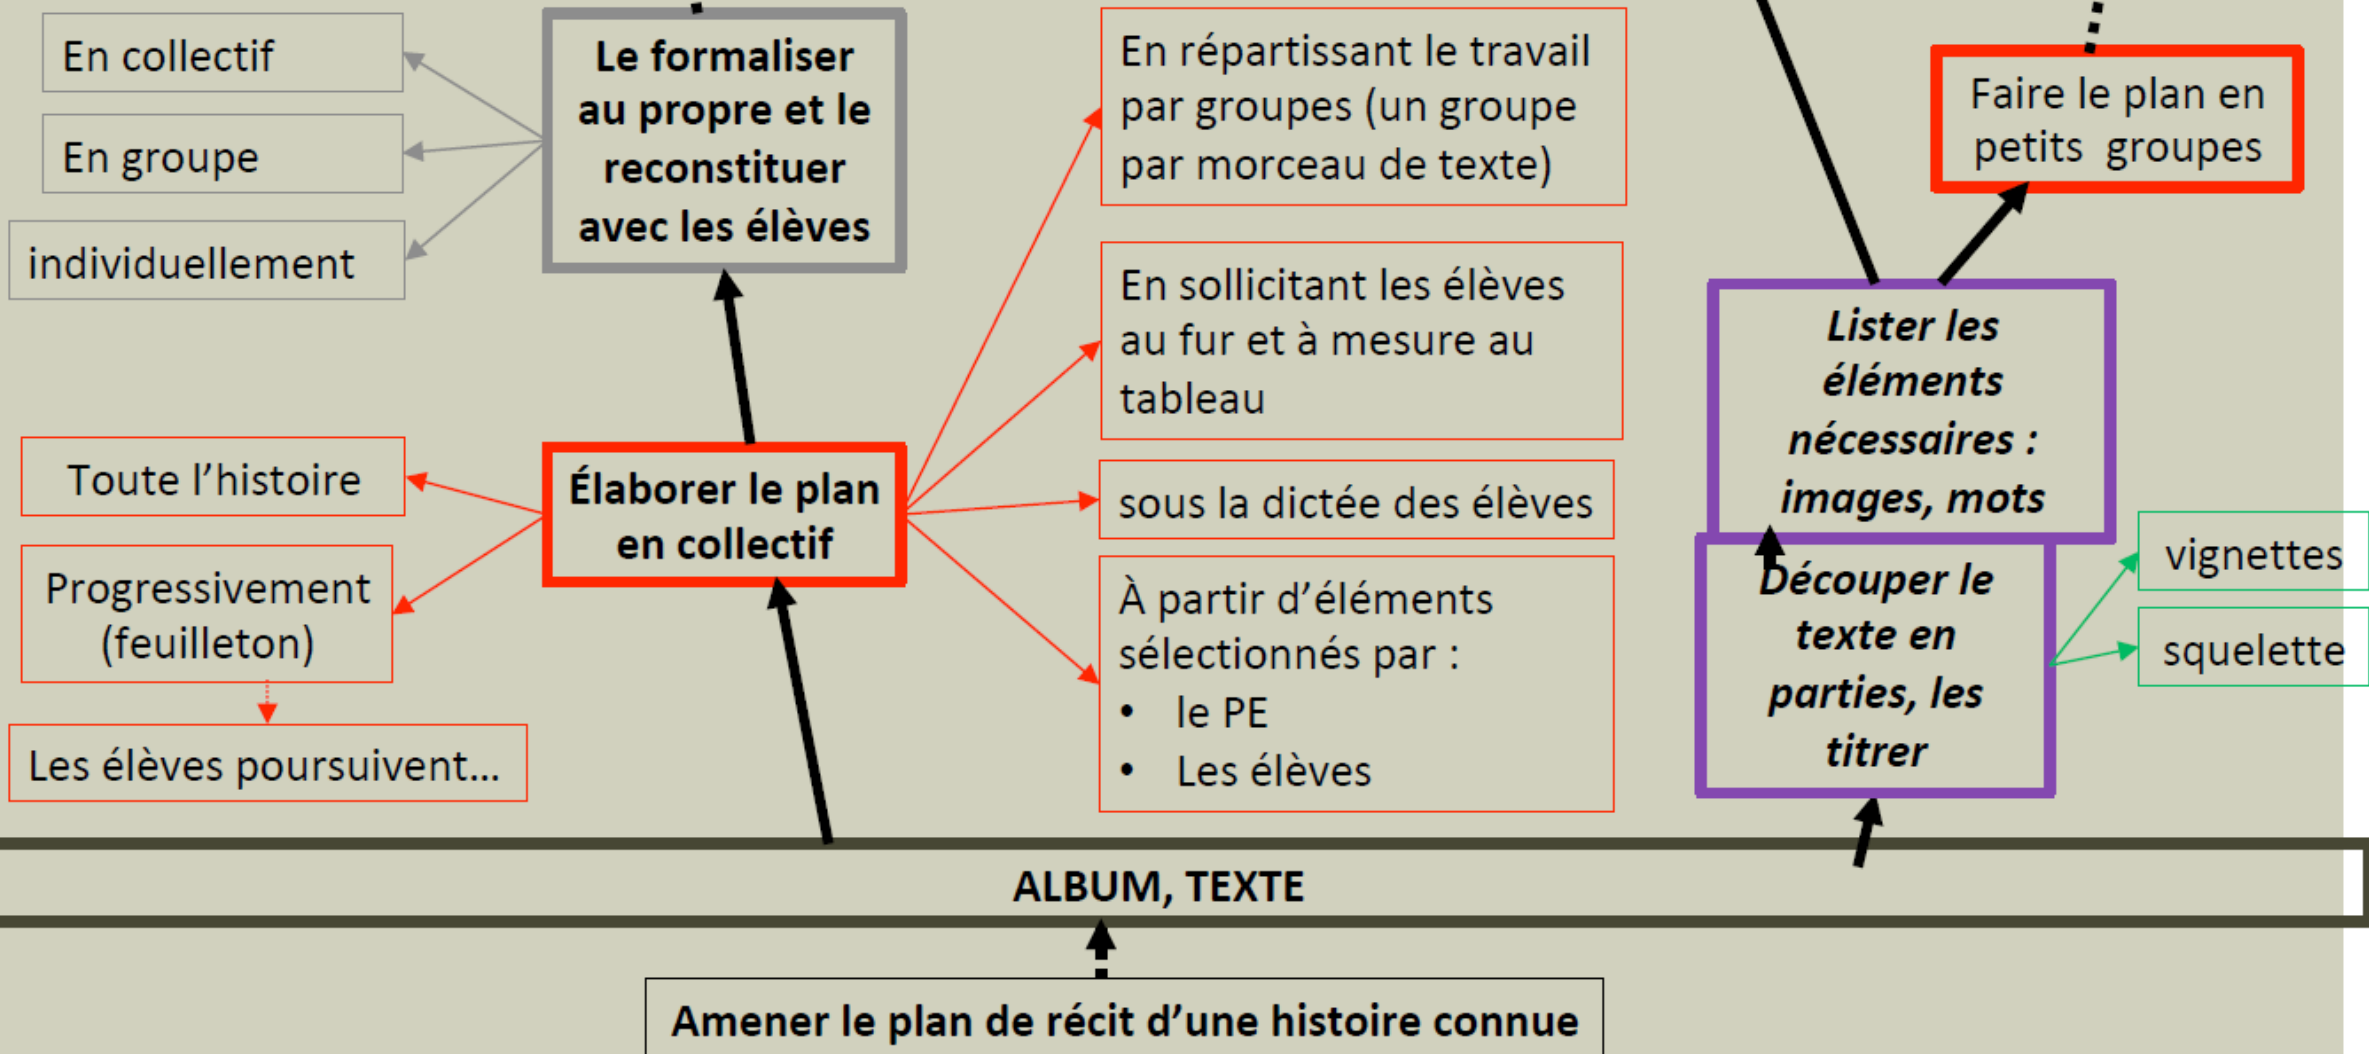 En collectif
En groupe
individuellement
Le formaliser
au propre et le
reconstituer
avec les élèves
En répartissant le travail
par groupes (un groupe
par morceau de texte)
Faire le plan en
petits groupes
En sollicitant les élèves
au fur et à mesure au
tableau
Lister les
éléments
nécessaires :
images, mots
Toute l’histoire
Progressivement
(feuilleton)
Les élèves poursuivent...
Élaborer le plan
en collectif
sous la dictée des élèves
À partir d’éléments
sélectionnés par :
• le PE
• Les élèves
Découper le
texte en
parties, les
titrer
vignettes
squelette
ALBUM, TEXTE
Amener le plan de récit d’une histoire connue